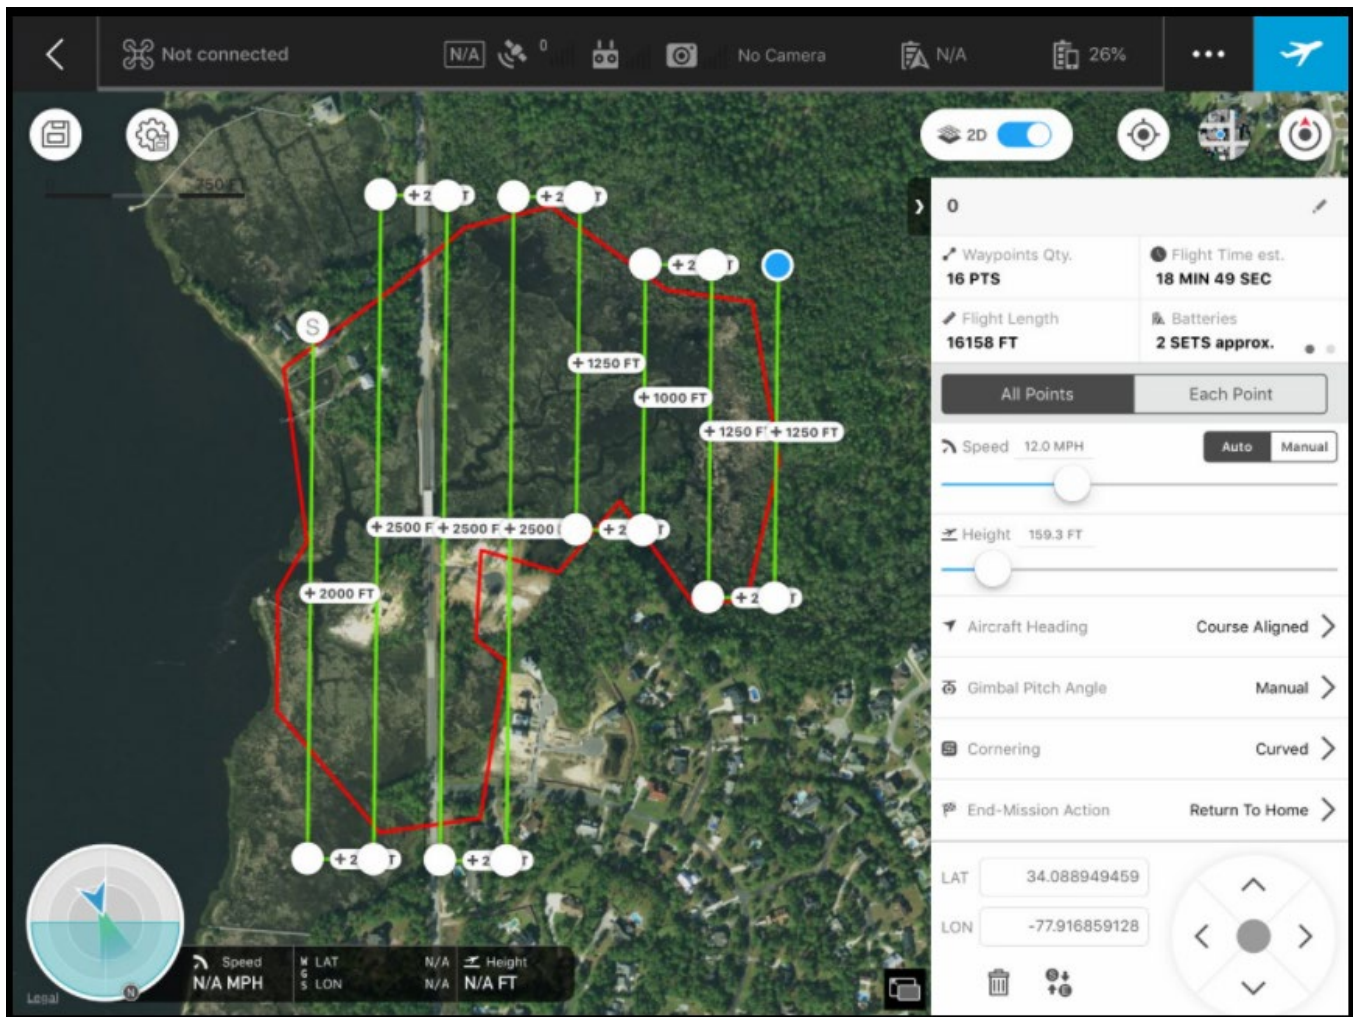 Not connected
N/A
0
No Camera
N/A
26%
2D
0
750 FT
S
Waypoints Qty.
16 PTS
Flight Time est.
18 MIN 49 SEC
Flight Length
16158 FT
Batteries
2 SETS approx.
All Points
Each Point
Speed
12.0 MPH
Auto
Manual
Height
159.3 FT
Aircraft Heading
Course Aligned
Gimbal Pitch Angle
Manual
Cornering
Curved
End-Mission Action
Return To Home
LAT
34.088949459
LON
-77.916859128
+ 1250 FT
+ 1000 FT
+ 1250 F
+ 1250 FT
+ 2500 F
+ 2500 F
+ 2500
+ 2000 FT
Speed
N/A MPH
WGS
LAT
N/A
LON
N/A
Height
N/A FT
N
Legal